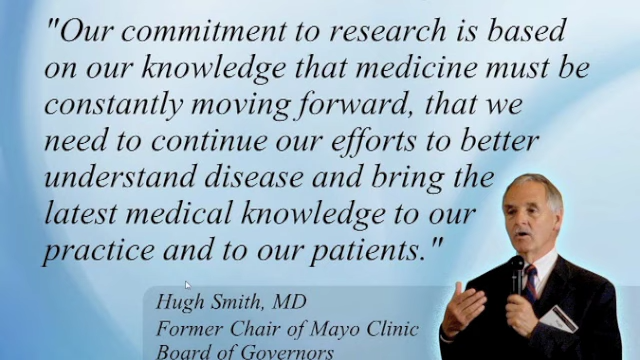 "Our commitment to research is based
on our knowledge that medicine must be
constantly moving forward, that we
need to continue our efforts to better
understand disease and bring the
latest medical knowledge to our
practice and to our patients."
Hugh Smith, MD
Former Chair of Mayo Clinic
Board of Governors